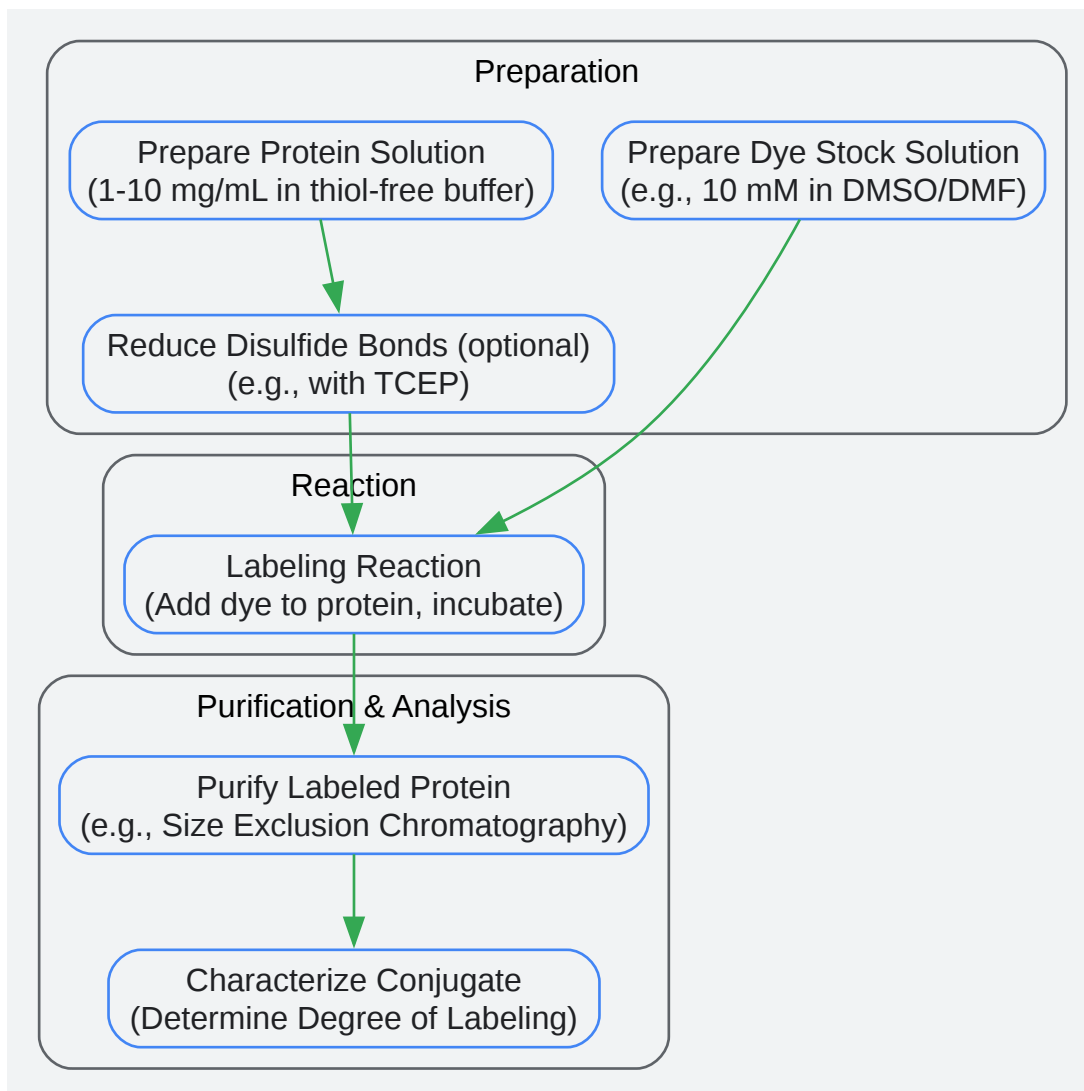 Preparation
Prepare Protein Solution
(1-10 mg/mL in thiol-free buffer)
Prepare Dye Stock Solution
(e.g., 10 mM in DMSO/DMF)
Reduce Disulfide Bonds (optional)
(e.g., with TCEP)
Reaction
Labeling Reaction
(Add dye to protein, incubate)
Purification & Analysis
Purify Labeled Protein
(e.g., Size Exclusion Chromatography)
Characterize Conjugate
(Determine Degree of Labeling)